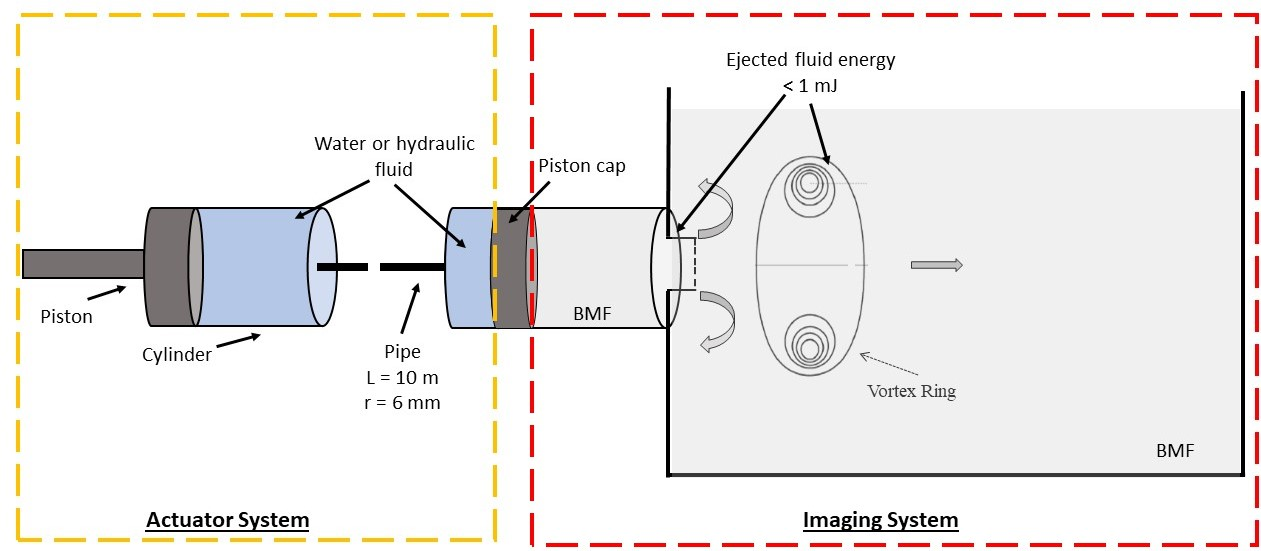 Ejected fluid energy
< 1 mJ
Water or hydraulic
fluid
Piston cap
Piston
Cylinder
BMF
Pipe
L = 10 m
r = 6 mm
Vortex Ring
BMF
Actuator System
Imaging System